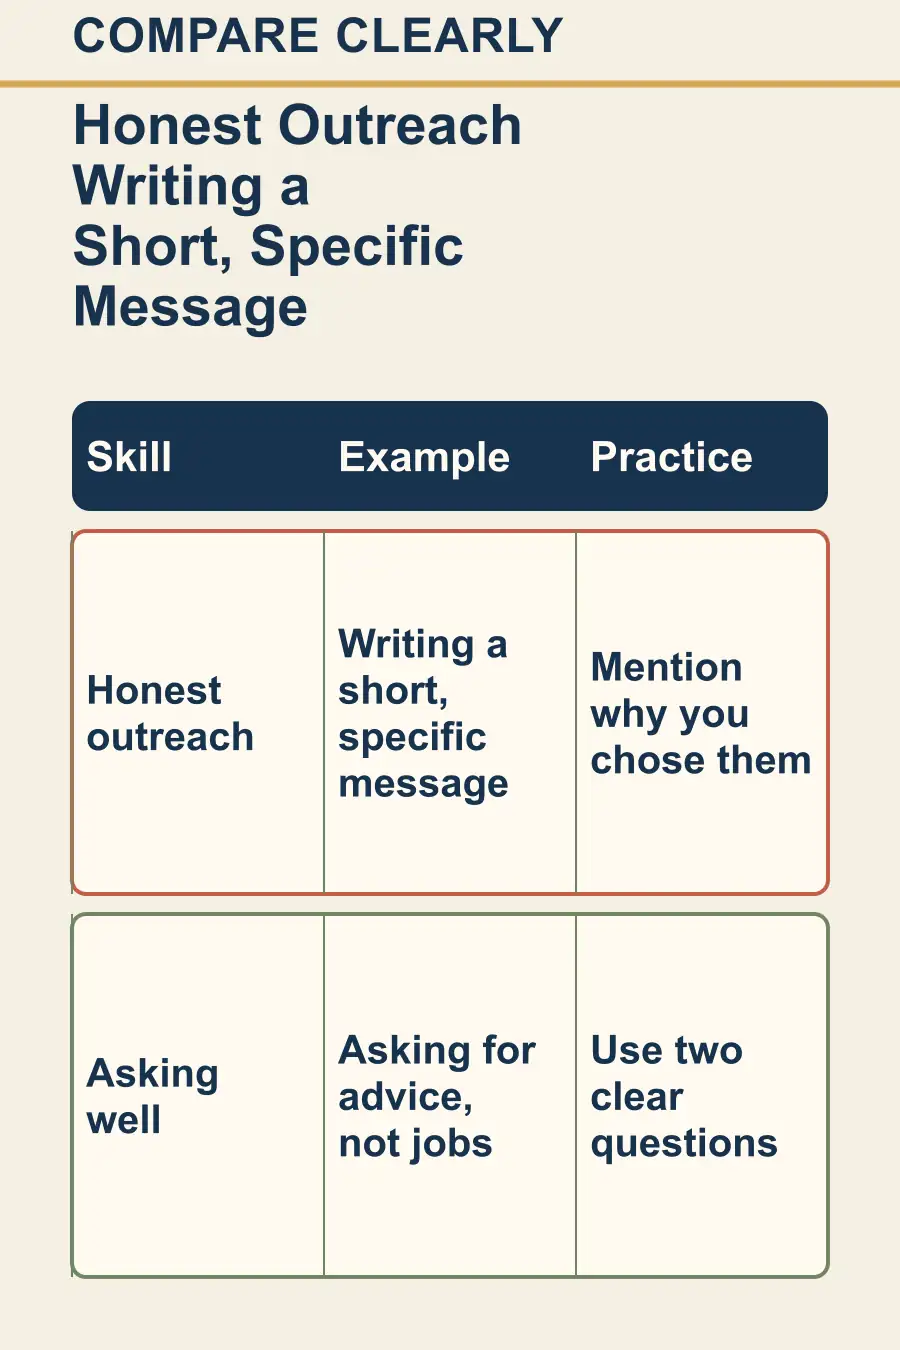 COMPARE CLEARLY
Honest Outreach
Writing a
Short, Specific
Message
Skill
Example
Practice
Honest
outreach
Writing a
short,
specific
message
Mention
why you
chose them
Asking
well
Asking for
advice,
not jobs
Use two
clear
questions